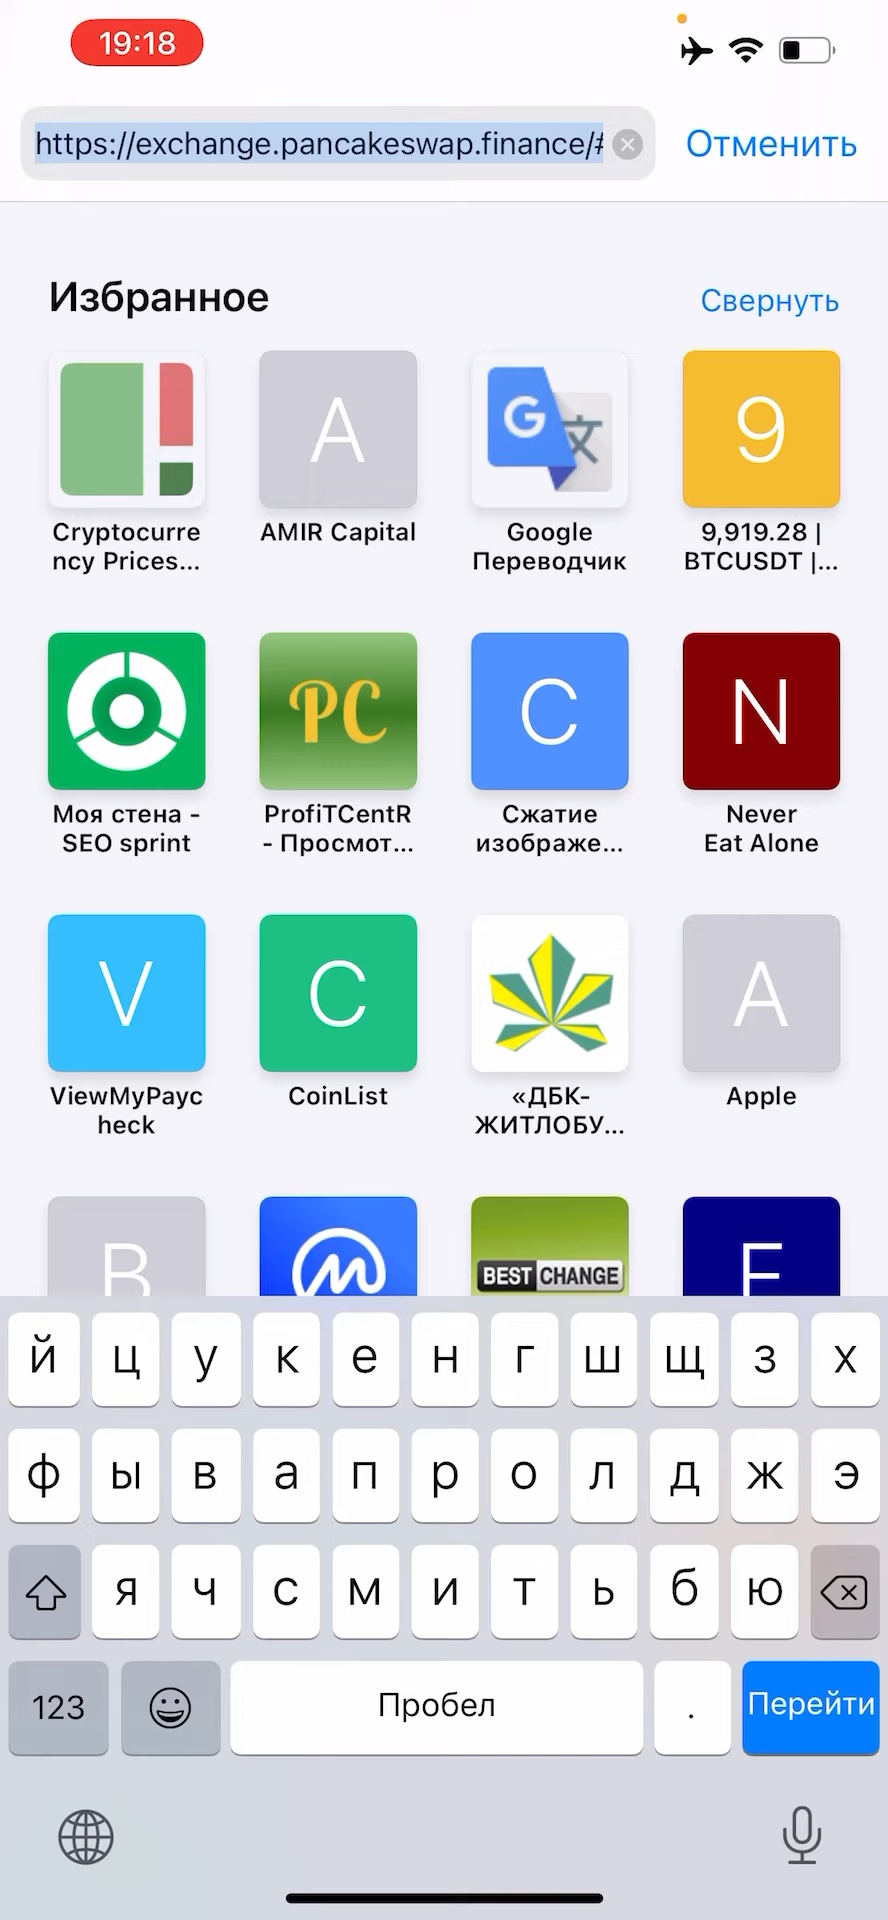 19:18
https://exchange.pancakeswap.finance/#
Отменить
Избранное
Свернуть
Cryptocurre
ncy Prices...
A
AMIR Capital
G
文
Google
Переводчик
9
9,919.28 |
BTCUSDT |...
Моя стена -
SEO sprint
PC
ProfiTCentR
- Просмот...
C
Сжатие
изображе...
N
Never
Eat Alone
V
ViewMyPayc
heck
C
CoinList
«ДБК-
ЖИТЛОБУ...
A
Apple
B
BEST CHANGE
й ц у к е н г ш щ з х
ф ы в а п р о л д ж э
я ч с м и т ь б ю
123
Пробел
.
Перейти